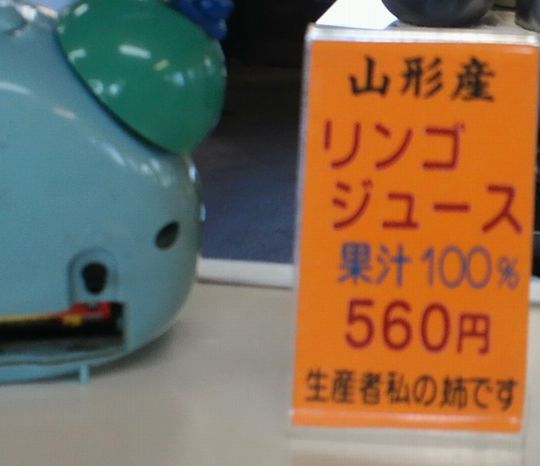 山形産
リンゴ
ジュース
果汁100%
560円
生産者私の姉です